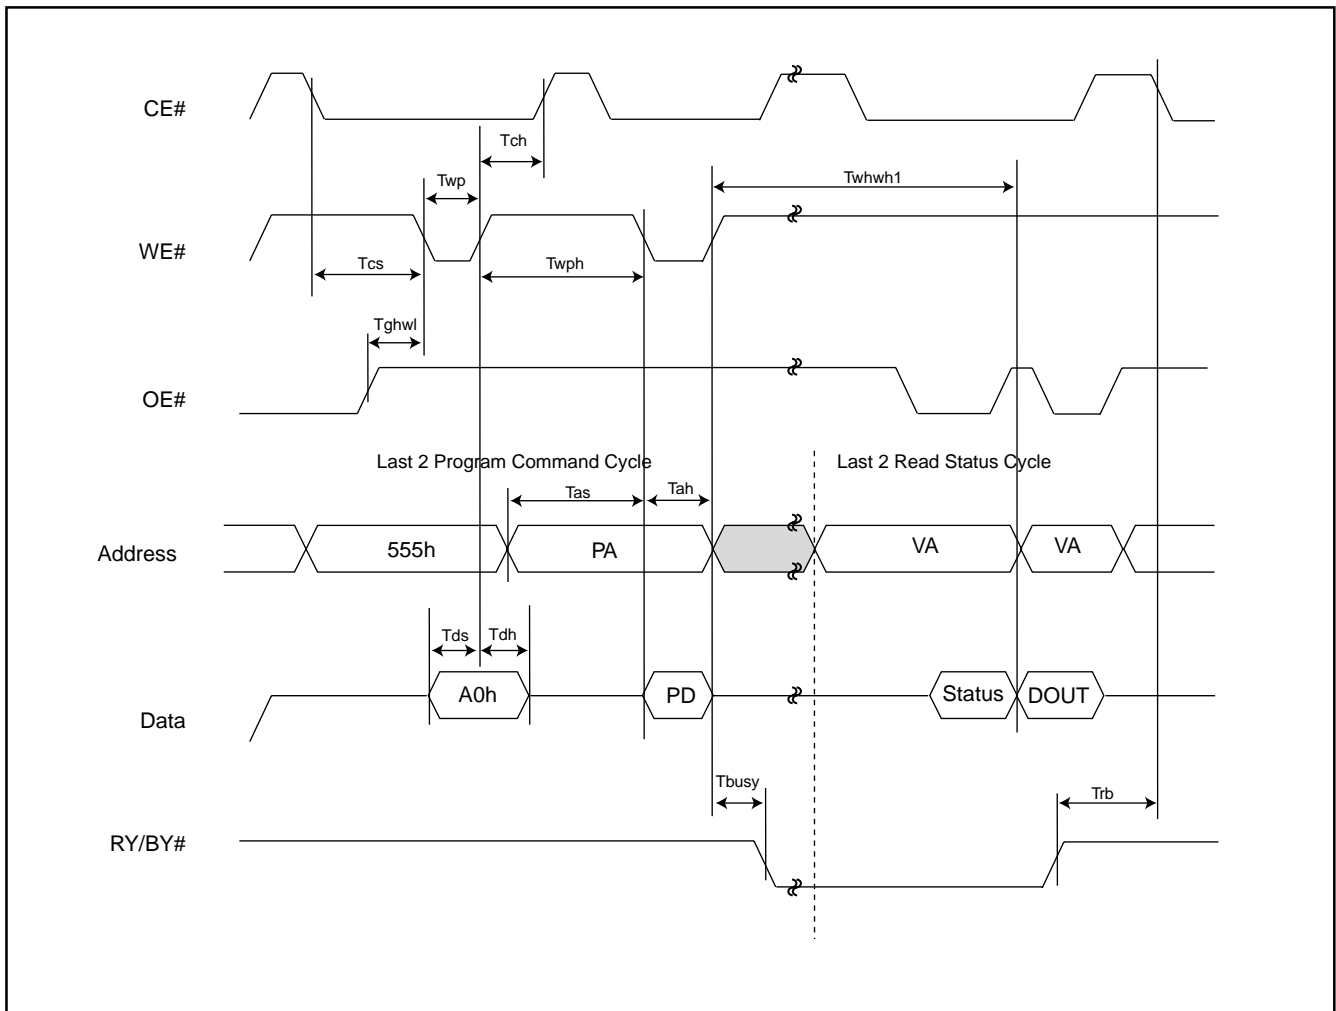 CE#
Tch
Twp
Twhwh1
WE#
Tcs
Twph
Tghwl
OE#
Last 2 Program Command Cycle
Last 2 Read Status Cycle
Tas
Tah
Address
555h
PA
VA
VA
Tds
Tdh
A0h
PD
Status
DOUT
Data
Tbusy
Trb
RY/BY#